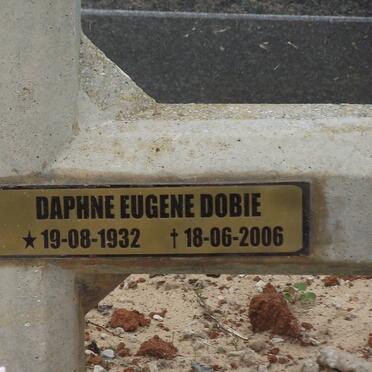 DAPHNE EUGENE DOBIE
★ 19-08-1932 † 18-06-2006